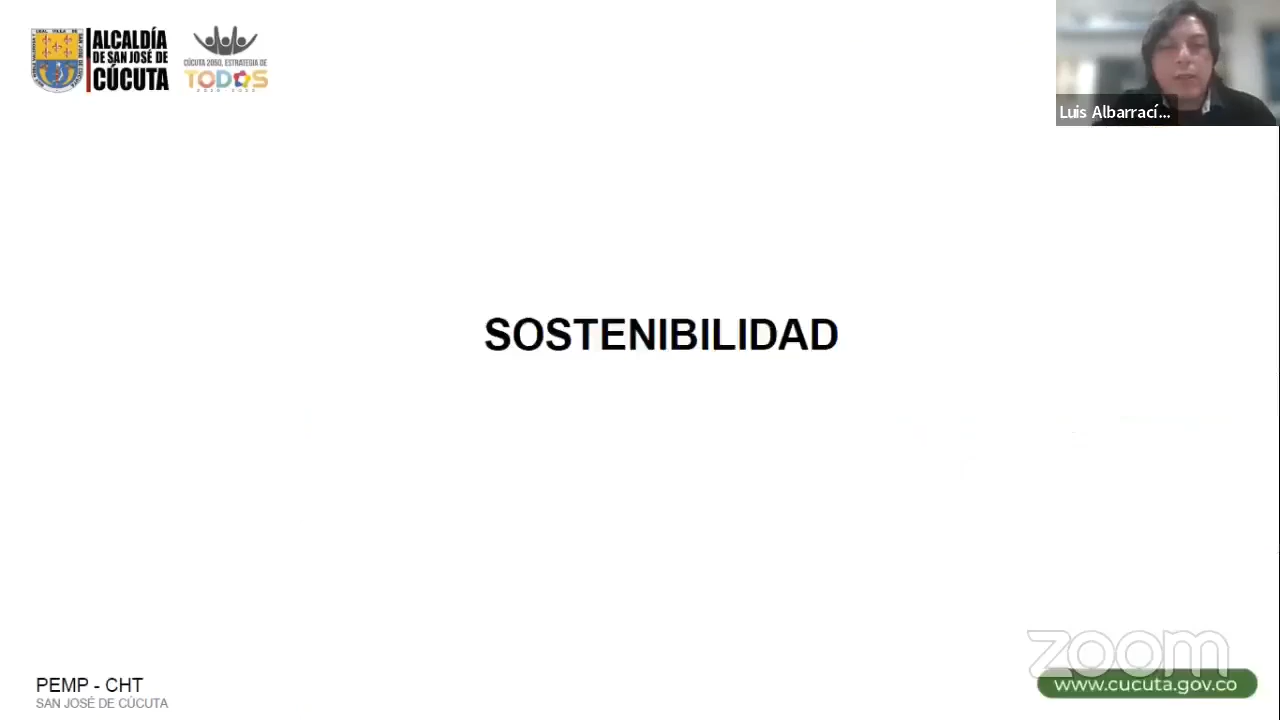 ALCALDÍA
DE SAN JOSÉ DE
CÚCUTA
CÚCUTA 2050, ESTRATEGIA DE
TODOS
Luis Albarrací...
SOSTENIBILIDAD
zoom
www.cucuta.gov.co
PEMP - CHT
SAN JOSÉ DE CÚCUTA